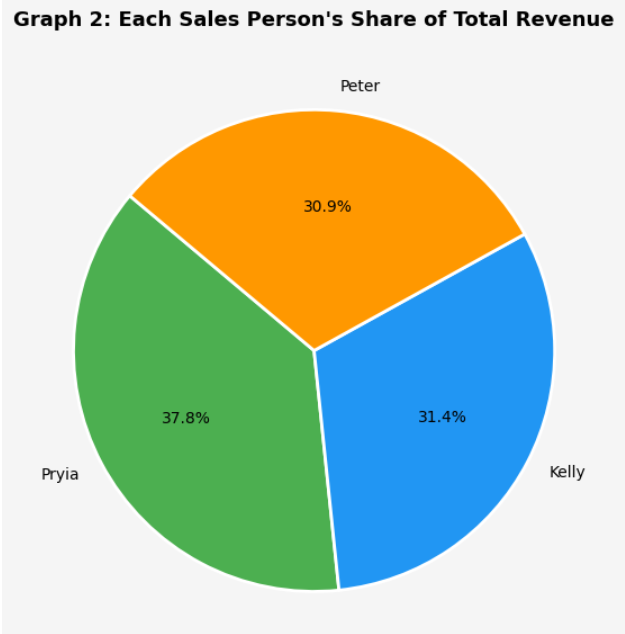 Graph 2: Each Sales Person's Share of Total Revenue
Peter
30.9%
37.8%
31.4%
Pryia
Kelly